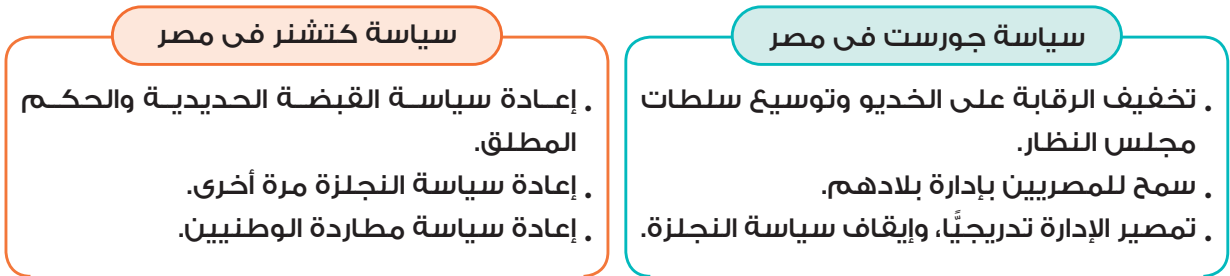 سياسة جورست فى مصر
. تخفيف الرقابة على الخديو وتوسيع سلطات
مجلس النظار.
. سمح للمصريين بإدارة بلادهم.
. تمصير الإدارة تدريجيًّا، وإيقاف سياسة النجلزة.
سياسة كتشنر فى مصر
. إعــادة سياســة القبضــة الحديديــة والحكــم
المطلق.
. إعادة سياسة النجلزة مرة أخرى.
. إعادة سياسة مطاردة الوطنيين.